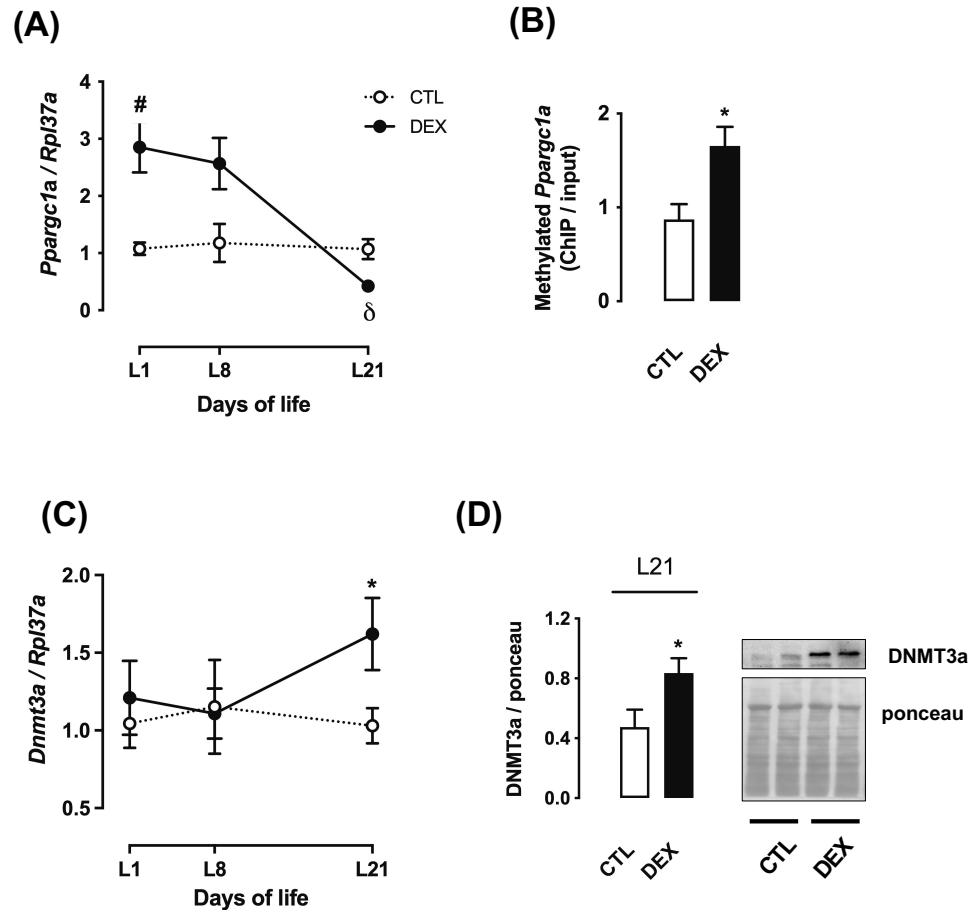 (A)
Ppargc1a / Rpl37a
4
3
2
1
0
#
CTL
DEX
δ
L1
L8
L21
Days of life
(B)
Methylated Ppargc1a
(ChIP / input)
2
1
0
*
CTL
DEX
(C)
Dnmt3a / Rpl37a
2.0
1.5
1.0
0.5
*
L1
L8
L21
Days of life
(D)
L21
DNMT3a / ponceau
1.2
0.8
0.4
0.0
*
CTL
DEX
DNMT3a
ponceau
CTL
DEX